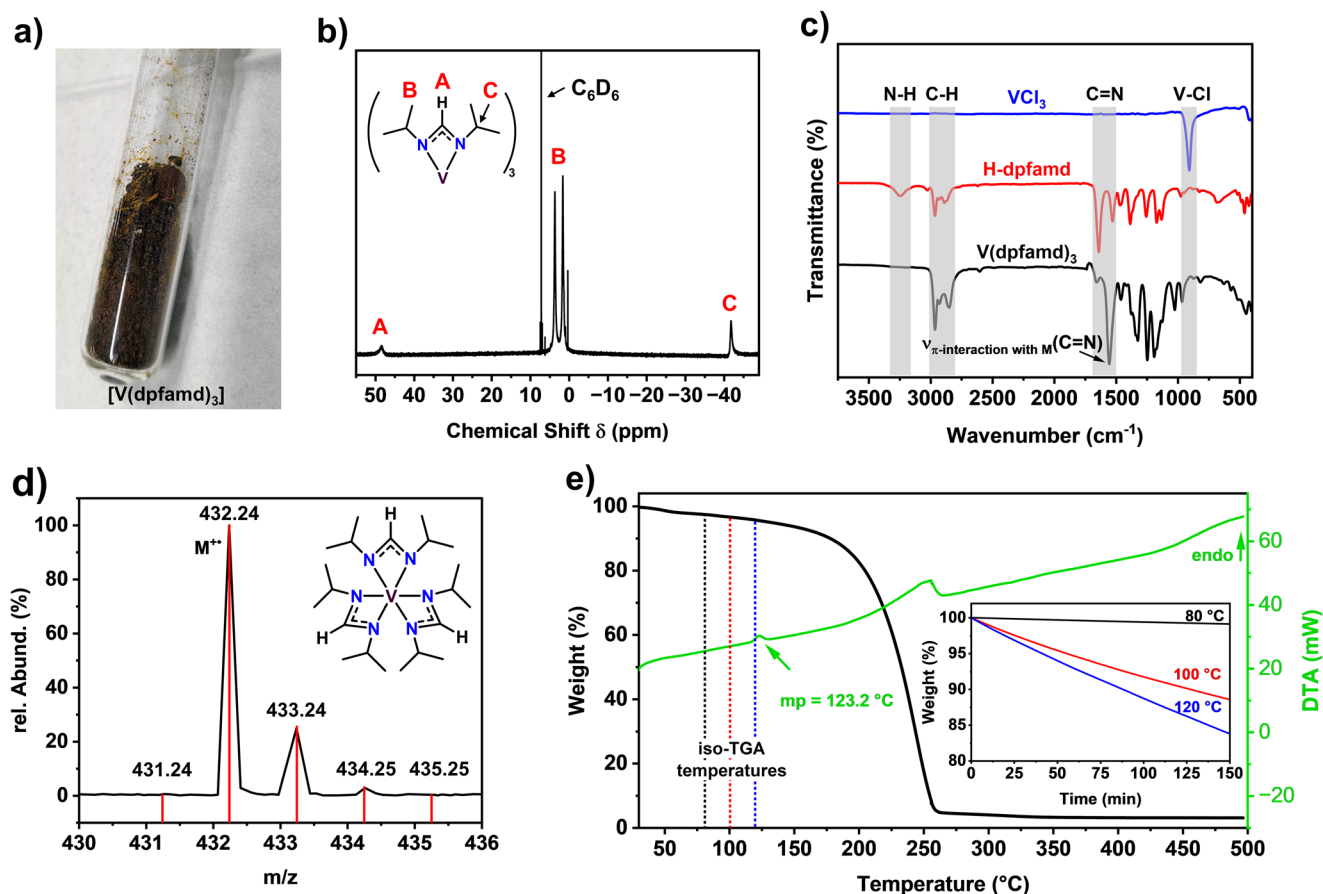 a)
[V(dpfamd)₃]
b)
B
A
C
H
N
N
V
3
C₆D₆
B
A
C
50 40 30 20 10 0 −10 −20 −30 −40
Chemical Shift δ (ppm)
c)
N-H C-H C=N V-Cl
VCl₃
H-dpfamd
V(dpfamd)₃
ν π-interaction with M (C=N)
Transmittance (%)
3500 3000 2500 2000 1500 1000 500
Wavenumber (cm⁻¹)
d)
432.24
M⁺•
433.24
431.24
434.25
435.25
H
N N
N V N
N N
H H
rel. Abund. (%)
100
80
60
40
20
0
430 431 432 433 434 435 436
m/z
e)
Weight (%)
100
80
60
40
20
0
50 100 150 200 250 300 350 400 450 500
Temperature (°C)
iso-TGA
temperatures
mp = 123.2 °C
endo
DTA (mW)
60
40
20
0
−20
Weight (%)
100
95
90
85
80
80 °C
100 °C
120 °C
0 25 50 75 100 125 150
Time (min)